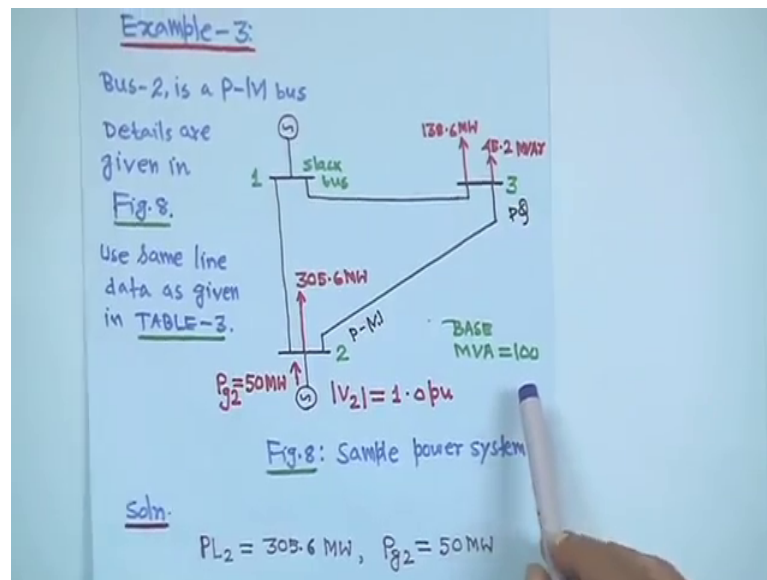 Example-3:
Bus-2, is a P-|V| bus
Details are
given in
Fig.8.
Use same line
data as given
in TABLE-3.
1
slack
bus
138.6MW
45.2 MVAr
3
PQ
305.6MW
P-|V|
2
Pg2=50MW
|V2|= 1.0pu
BASE
MVA=100
Fig.8: Sample power system
Soln.
PL2 = 305.6 MW, Pg2 = 50MW